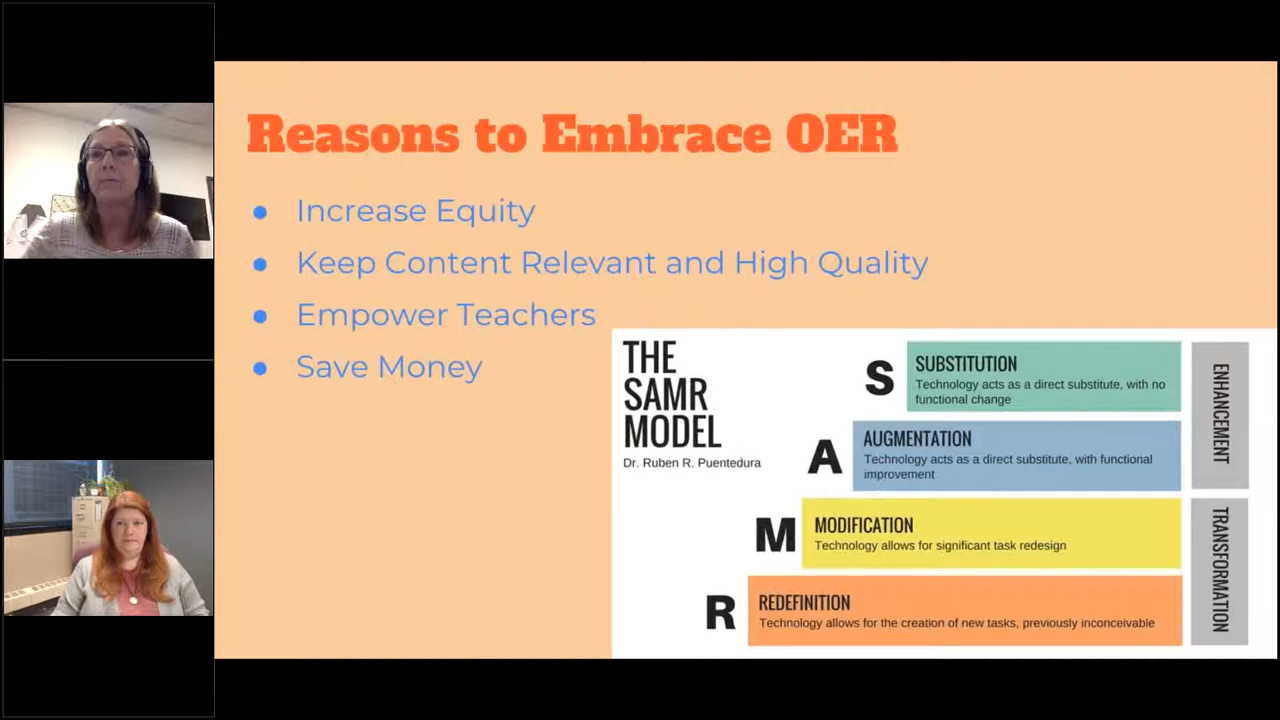 Reasons to Embrace OER
● Increase Equity
● Keep Content Relevant and High Quality
● Empower Teachers
● Save Money
THE
SAMR
MODEL
Dr. Ruben R. Puentedura
S
SUBSTITUTION
Technology acts as a direct substitute, with no
functional change
A
AUGMENTATION
Technology acts as a direct substitute, with functional
improvement
ENHANCEMENT
M
MODIFICATION
Technology allows for significant task redesign
R
REDEFINITION
Technology allows for the creation of new tasks, previously inconceivable
TRANSFORMATION